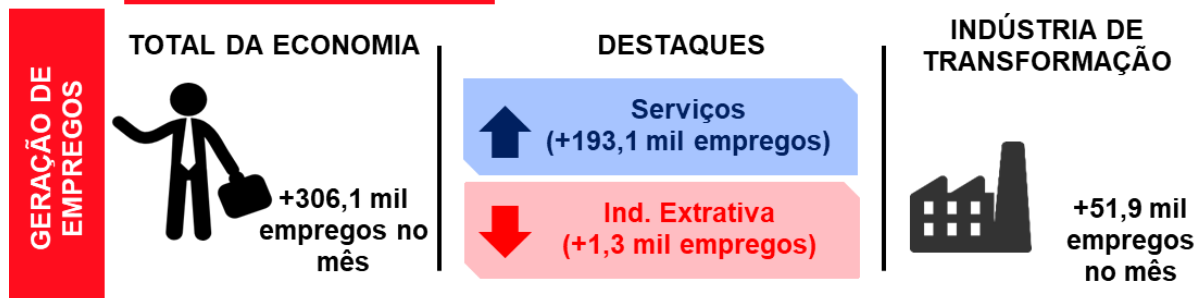 GERAÇÃO DE
EMPREGOS
TOTAL DA ECONOMIA
+306,1 mil
empregos no
mês
DESTAQUES
Serviços
(+193,1 mil empregos)
Ind. Extrativa
(+1,3 mil empregos)
INDÚSTRIA DE
TRANSFORMAÇÃO
+51,9 mil
empregos
no mês